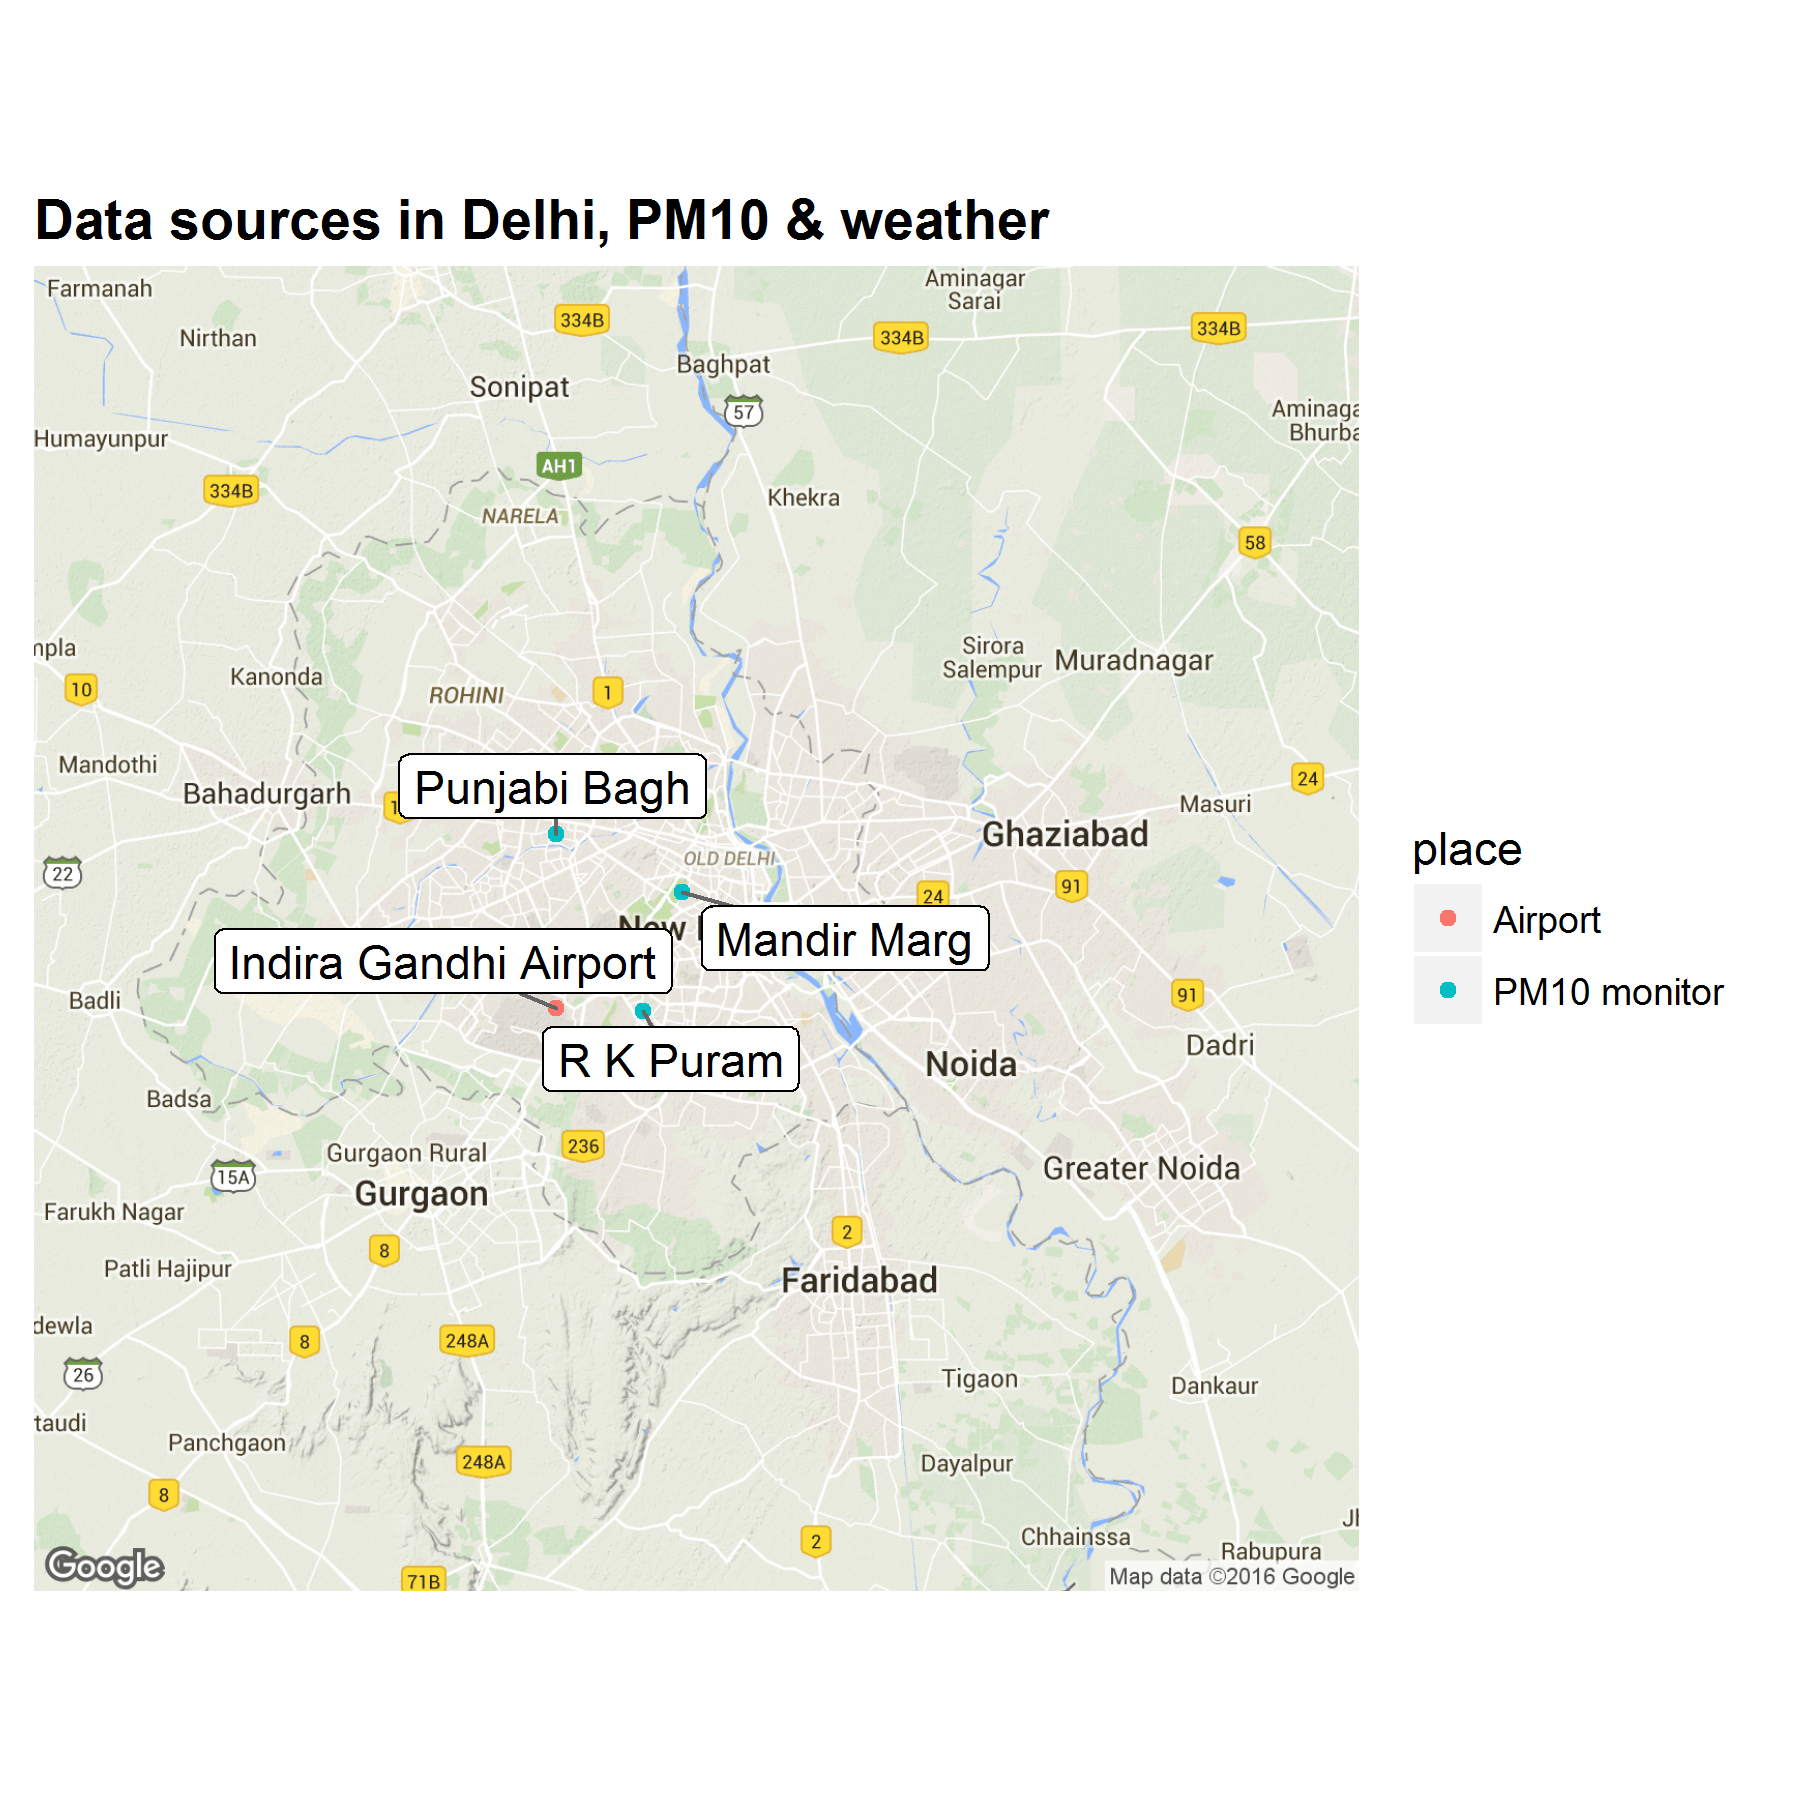 Data sources in Delhi, PM10 & weather
Farmanah
Aminagar
Sarai
Nirthan
334B
334B
334B
Baghpat
Sonipat
57
Aminaga
Bhurba
Humayunpur
AH1
334B
Khekra
NARELA
58
mpla
Sirora
Salempur
Muradnagar
Kanonda
10
ROHINI
1
Mandothi
Punjabi Bagh
24
Bahadurgarh
Masuri
Ghaziabad
place
OLD DELHI
22
91
24
Airport
New
Mandir Marg
Indira Gandhi Airport
Badli
91
PM10 monitor
R K Puram
Dadri
Noida
Badsa
236
Gurgaon Rural
15A
Gurgaon
Greater Noida
Farukh Nagar
2
8
Patli Hajipur
Faridabad
dewla
8
248A
26
Tigaon
Dankaur
taudi
Panchgaon
248A
Dayalpur
8
2
Chhainssa
Rabupura
Google
71B
Map data ©2016 Google